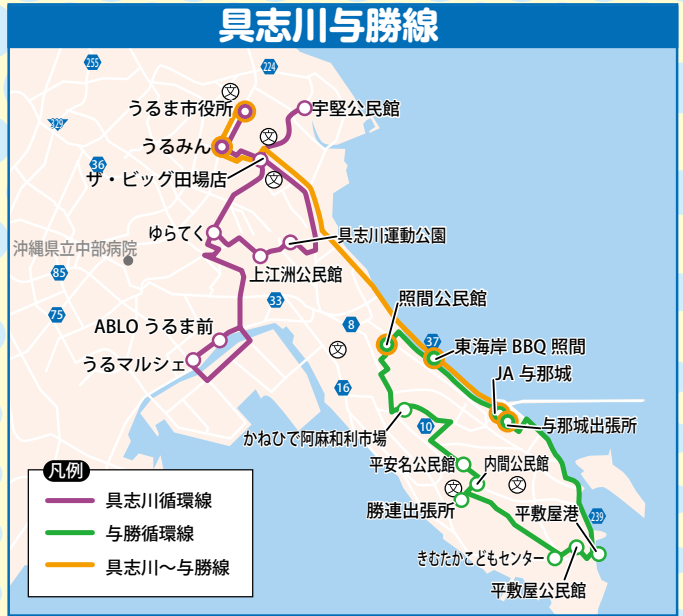 具志川与勝線
255
224
うるま市役所
文
宇堅公民館
329
うるみん
文
36
ザ・ビッグ田場店
文
ゆらてく
具志川運動公園
沖縄県立中部病院
上江洲公民館
85
33
照間公民館
75
ABLO うるま前
8
37
東海岸 BBQ 照間
うるマルシェ
文
JA 与那城
16
与那城出張所
10
かねひで阿麻和利市場
平安名公民館
内間公民館
文
文
勝連出張所
平敷屋港
239
きむたかこどもセンター
平敷屋公民館
凡例
具志川循環線
与勝循環線
具志川～与勝線